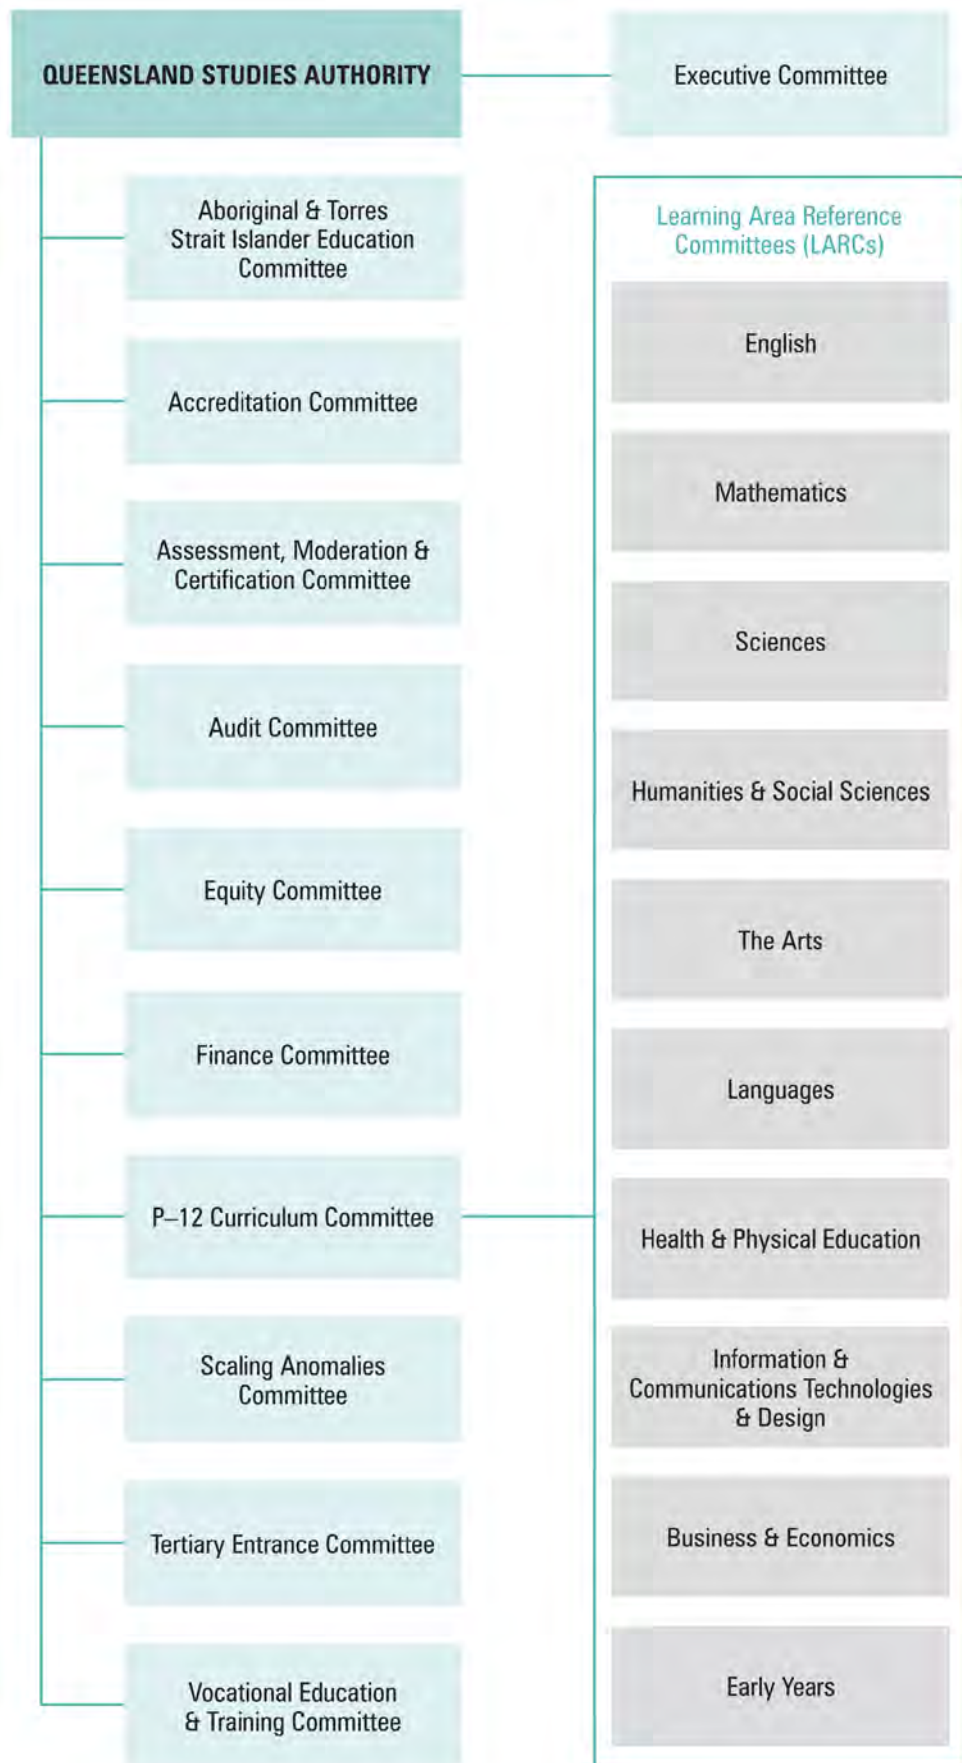 QUEENSLAND STUDIES AUTHORITY
Executive Committee
Aboriginal & Torres
Strait Islander Education
Committee
Accreditation Committee
Assessment, Moderation &
Certification Committee
Audit Committee
Equity Committee
Finance Committee
P–12 Curriculum Committee
Scaling Anomalies
Committee
Tertiary Entrance Committee
Vocational Education
& Training Committee
Learning Area Reference
Committees (LARCs)
English
Mathematics
Sciences
Humanities & Social Sciences
The Arts
Languages
Health & Physical Education
Information &
Communications Technologies
& Design
Business & Economics
Early Years